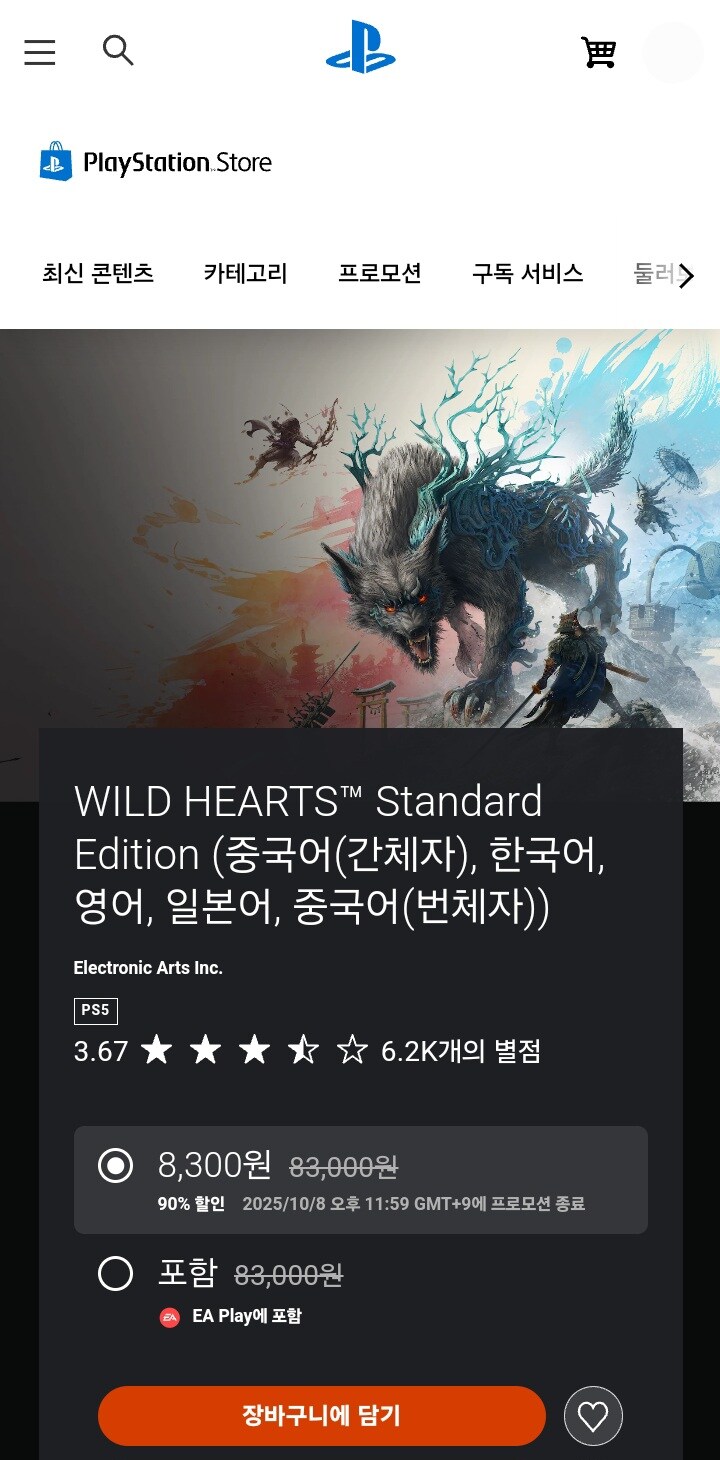 PlayStation Store
최신 콘텐츠 카테고리 프로모션 구독 서비스 둘러
WILD HEARTS™ Standard
Edition (중국어(간체자), 한국어,
영어, 일본어, 중국어(번체자))
Electronic Arts Inc.
PS5
3.67 6.2K개의 별점
8,300원 83,000원
90% 할인 2025/10/8 오후 11:59 GMT+9에 프로모션 종료
포함 83,000원
EA EA Play에 포함
장바구니에 담기